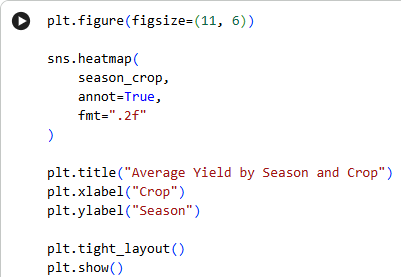 plt.figure(figsize=(11, 6))
sns.heatmap(
    season_crop,
    annot=True,
    fmt=".2f"
)
plt.title("Average Yield by Season and Crop")
plt.xlabel("Crop")
plt.ylabel("Season")
plt.tight_layout()
plt.show()